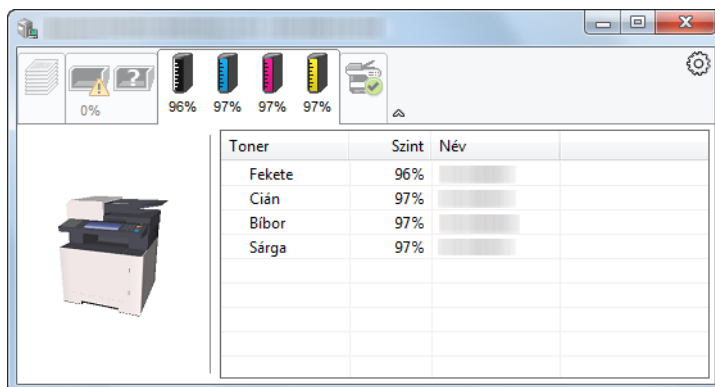 0%
96% 97% 97% 97%
Toner Szint Név
Fekete 96%
Cián 97%
Bíbor 97%
Sárga 97%